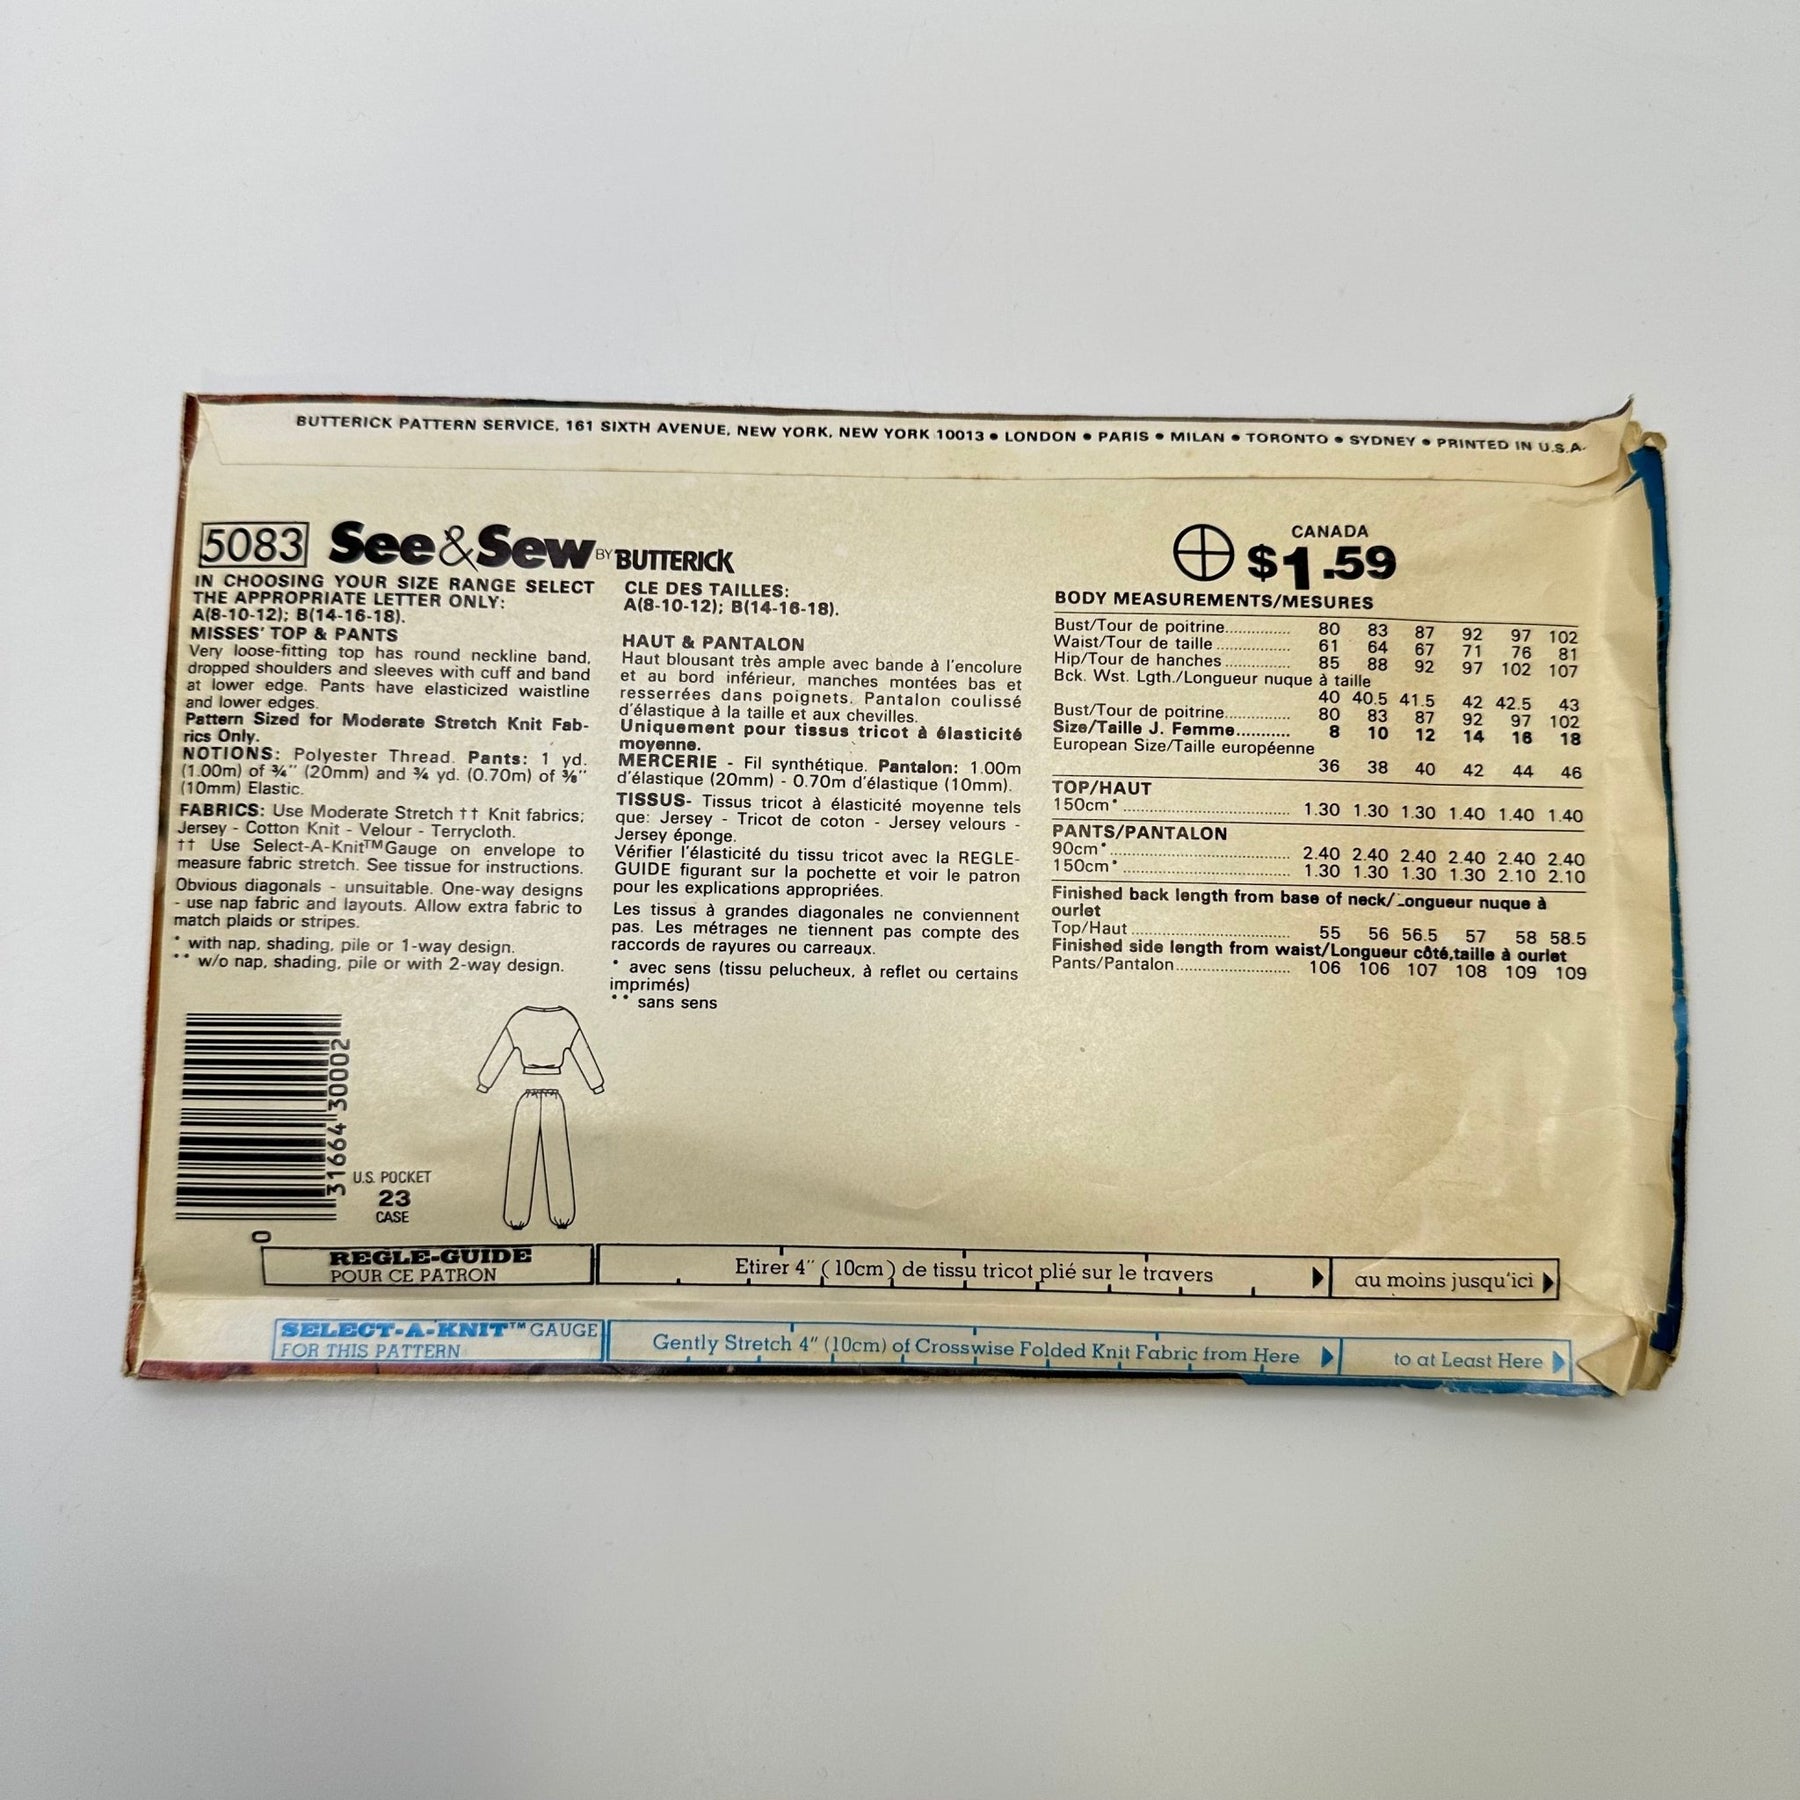 BUTTERICK PATTERN SERVICE, 161 SIXTH AVENUE, NEW YORK, NEW YORK 10013 • LONDON • PARIS • MILAN • TORONTO • SYDNEY • PRINTED IN U.S.A.
5083 See&Sew BY BUTTERICK
IN CHOOSING YOUR SIZE RANGE SELECT
THE APPROPRIATE LETTER ONLY:
A(8-10-12); B(14-16-18).
MISSES' TOP & PANTS
Very loose-fitting top has round neckline band,
dropped shoulders and sleeves with cuff and band
at lower edge. Pants have elasticized waistline
and lower edges.
Pattern Sized for Moderate Stretch Knit Fab-
rics Only.
NOTIONS: Polyester Thread. Pants: 1 yd.
(1.00m) of ¾" (20mm) and ¾ yd. (0.70m) of ⅜"
(10mm) Elastic.
FABRICS: Use Moderate Stretch †† Knit fabrics;
Jersey - Cotton Knit - Velour - Terrycloth.
†† Use Select-A-Knit™Gauge on envelope to
measure fabric stretch. See tissue for instructions.
Obvious diagonals - unsuitable. One-way designs
- use nap fabric and layouts. Allow extra fabric to
match plaids or stripes.
* with nap, shading, pile or 1-way design.
** w/o nap, shading, pile or with 2-way design.
CLE DES TAILLES:
A(8-10-12); B(14-16-18).
HAUT & PANTALON
Haut blousant très ample avec bande à l'encolure
et au bord inférieur, manches montées bas et
resserrées dans poignets. Pantalon coulissé
d'élastique à la taille et aux chevilles.
Uniquement pour tissus tricot à élasticité
moyenne.
MERCERIE - Fil synthétique. Pantalon: 1.00m
d'élastique (20mm) - 0.70m d'élastique (10mm).
TISSUS- Tissus tricot à élasticité moyenne tels
que: Jersey - Tricot de coton - Jersey velours -
Jersey éponge.
Vérifier l'élasticité du tissu tricot avec la REGLE-
GUIDE figurant sur la pochette et voir le patron
pour les explications appropriées.
Les tissus à grandes diagonales ne conviennent
pas. Les métrages ne tiennent pas compte des
raccords de rayures ou carreaux.
* avec sens (tissu pelucheux, à reflet ou certains
imprimés)
** sans sens
CANADA
$1.59
BODY MEASUREMENTS/MESURES
Bust/Tour de poitrine............... 80 83 87 92 97 102
Waist/Tour de taille................. 61 64 67 71 76 81
Hip/Tour de hanches............. 85 88 92 97 102 107
Bck. Wst. Lgth./Longueur nuque à taille
40 40.5 41.5 42 42.5 43
Bust/Tour de poitrine............... 80 83 87 92 97 102
Size/Taille J. Femme........... 8 10 12 14 16 18
European Size/Taille européenne
36 38 40 42 44 46
TOP/HAUT
150cm*........................................ 1.30 1.30 1.30 1.40 1.40 1.40
PANTS/PANTALON
90cm*.......................................... 2.40 2.40 2.40 2.40 2.40 2.40
150cm*........................................ 1.30 1.30 1.30 1.30 2.10 2.10
Finished back length from base of neck/Longueur nuque à
ourlet
Top/Haut..................................... 55 56 56.5 57 58 58.5
Finished side length from waist/Longueur côté,taille à ourlet
Pants/Pantalon........................... 106 106 107 108 109 109
0 31664 30002
U.S. POCKET
23
CASE
REGLE-GUIDE
POUR CE PATRON
Etirer 4" (10cm) de tissu tricot plié sur le travers
au moins jusqu'ici
SELECT-A-KNIT™ GAUGE
FOR THIS PATTERN
Gently Stretch 4" (10cm) of Crosswise Folded Knit Fabric from Here
to at Least Here